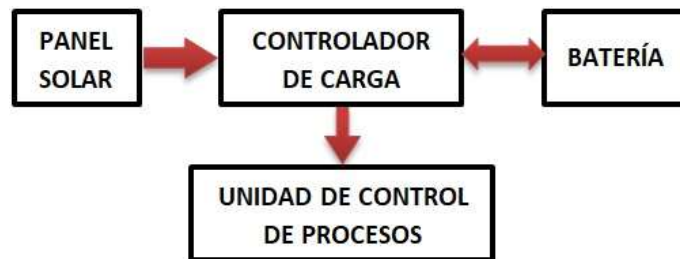 PANEL
SOLAR
CONTROLADOR
DE CARGA
BATERÍA
UNIDAD DE CONTROL
DE PROCESOS